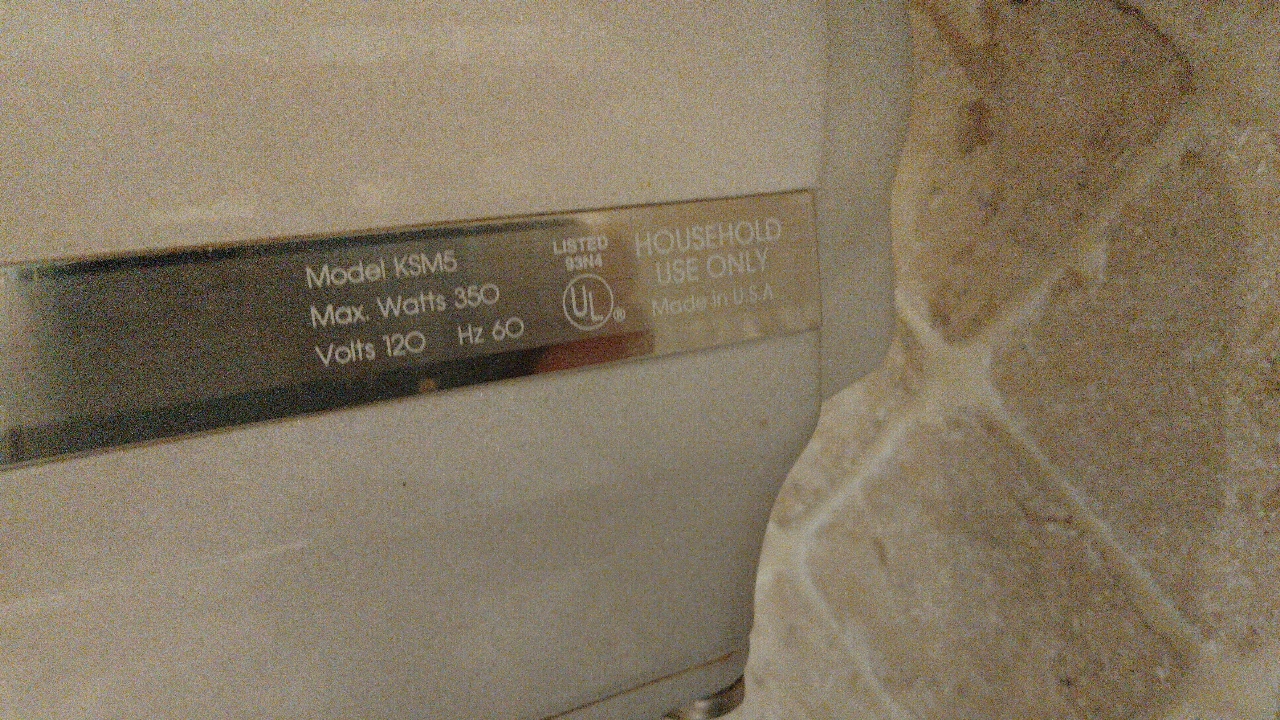 Model KSM5
Max. Watts 350
Volts 120 Hz 60
LISTED
93N4
UL®
HOUSEHOLD
USE ONLY
Made in U.S.A.